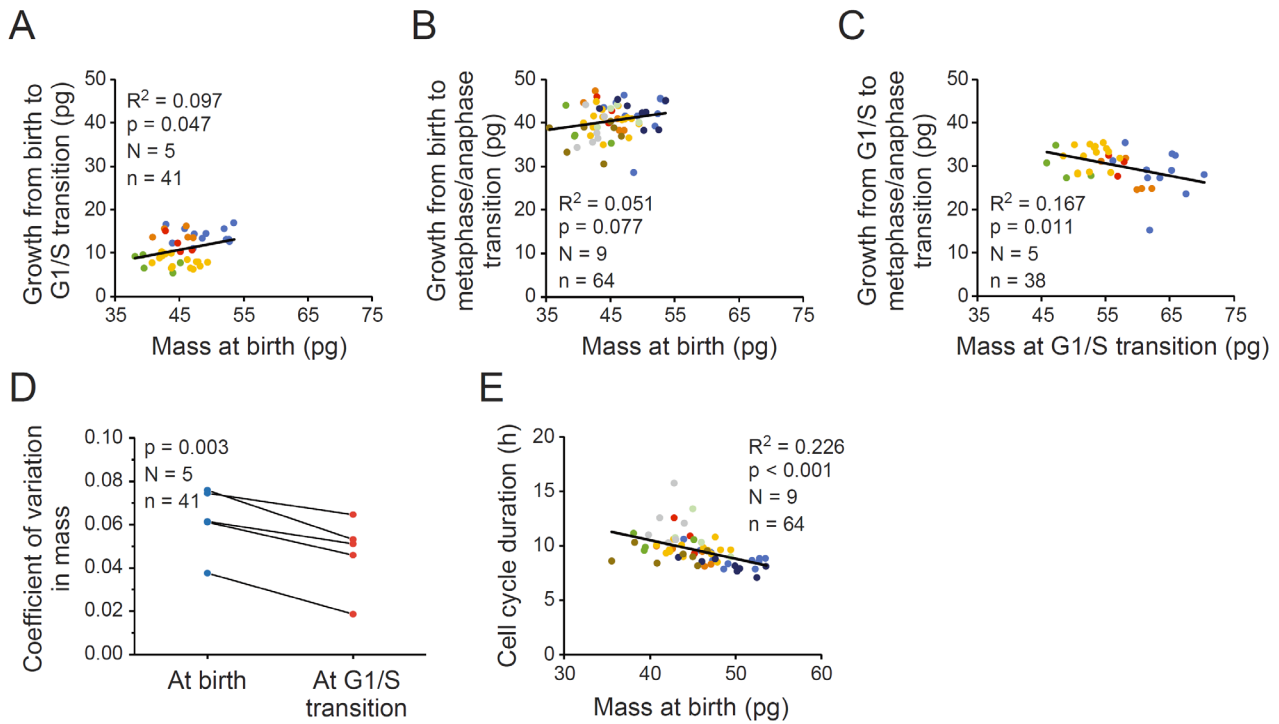 A
Growth from birth to
G1/S transition (pg)
50
40
30
20
10
0
R² = 0.097
p = 0.047
N = 5
n = 41
35
45
55
65
75
Mass at birth (pg)
B
Growth from birth to
metaphase/anaphase
transition (pg)
50
40
30
20
10
0
R² = 0.051
p = 0.077
N = 9
n = 64
35
45
55
65
75
Mass at birth (pg)
C
Growth from G1/S to
metaphase/anaphase
transition (pg)
50
40
30
20
10
0
R² = 0.167
p = 0.011
N = 5
n = 38
35
45
55
65
75
Mass at G1/S transition (pg)
D
Coefficient of variation
in mass
0.10
0.08
0.06
0.04
0.02
0.00
p = 0.003
N = 5
n = 41
At birth
At G1/S
transition
E
Cell cycle duration (h)
20
15
10
5
0
R² = 0.226
p < 0.001
N = 9
n = 64
30
40
50
60
Mass at birth (pg)